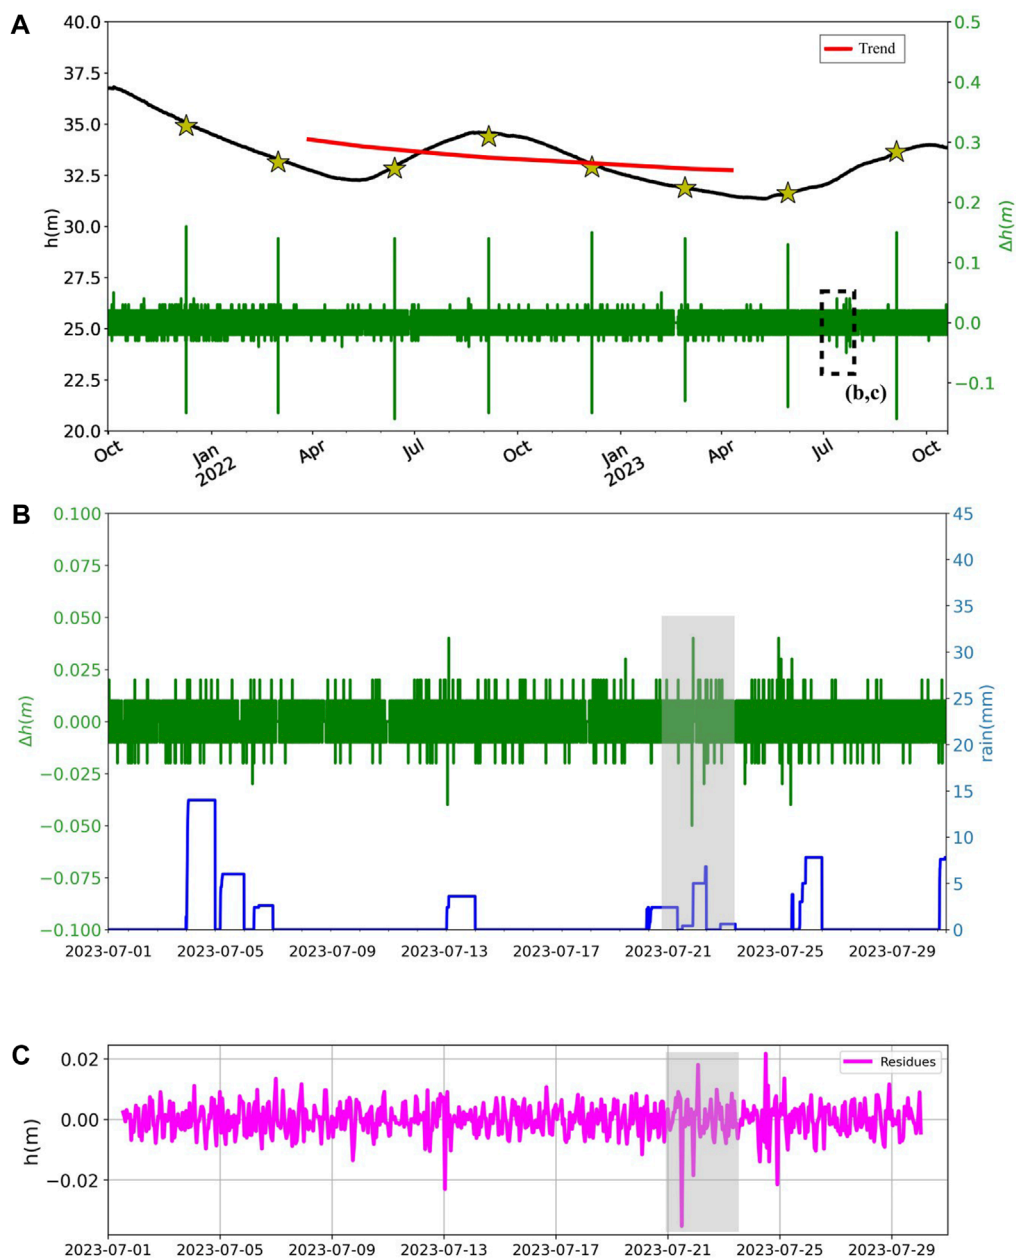 A
40.0
37.5
35.0
32.5
30.0
27.5
25.0
22.5
20.0
h(m)
0.5
0.4
0.3
0.2
0.1
0.0
−0.1
Δh(m)
Trend
(b,c)
Oct Jan Apr Jul Oct Jan Apr Jul Oct
2022 2023
B
0.100
0.075
0.050
0.025
0.000
−0.025
−0.050
−0.075
−0.100
Δh(m)
45
40
35
30
25
20
15
10
5
0
rain(mm)
2023-07-01 2023-07-05 2023-07-09 2023-07-13 2023-07-17 2023-07-21 2023-07-25 2023-07-29
C
0.02
0.00
−0.02
h(m)
Residues
2023-07-01 2023-07-05 2023-07-09 2023-07-13 2023-07-17 2023-07-21 2023-07-25 2023-07-29